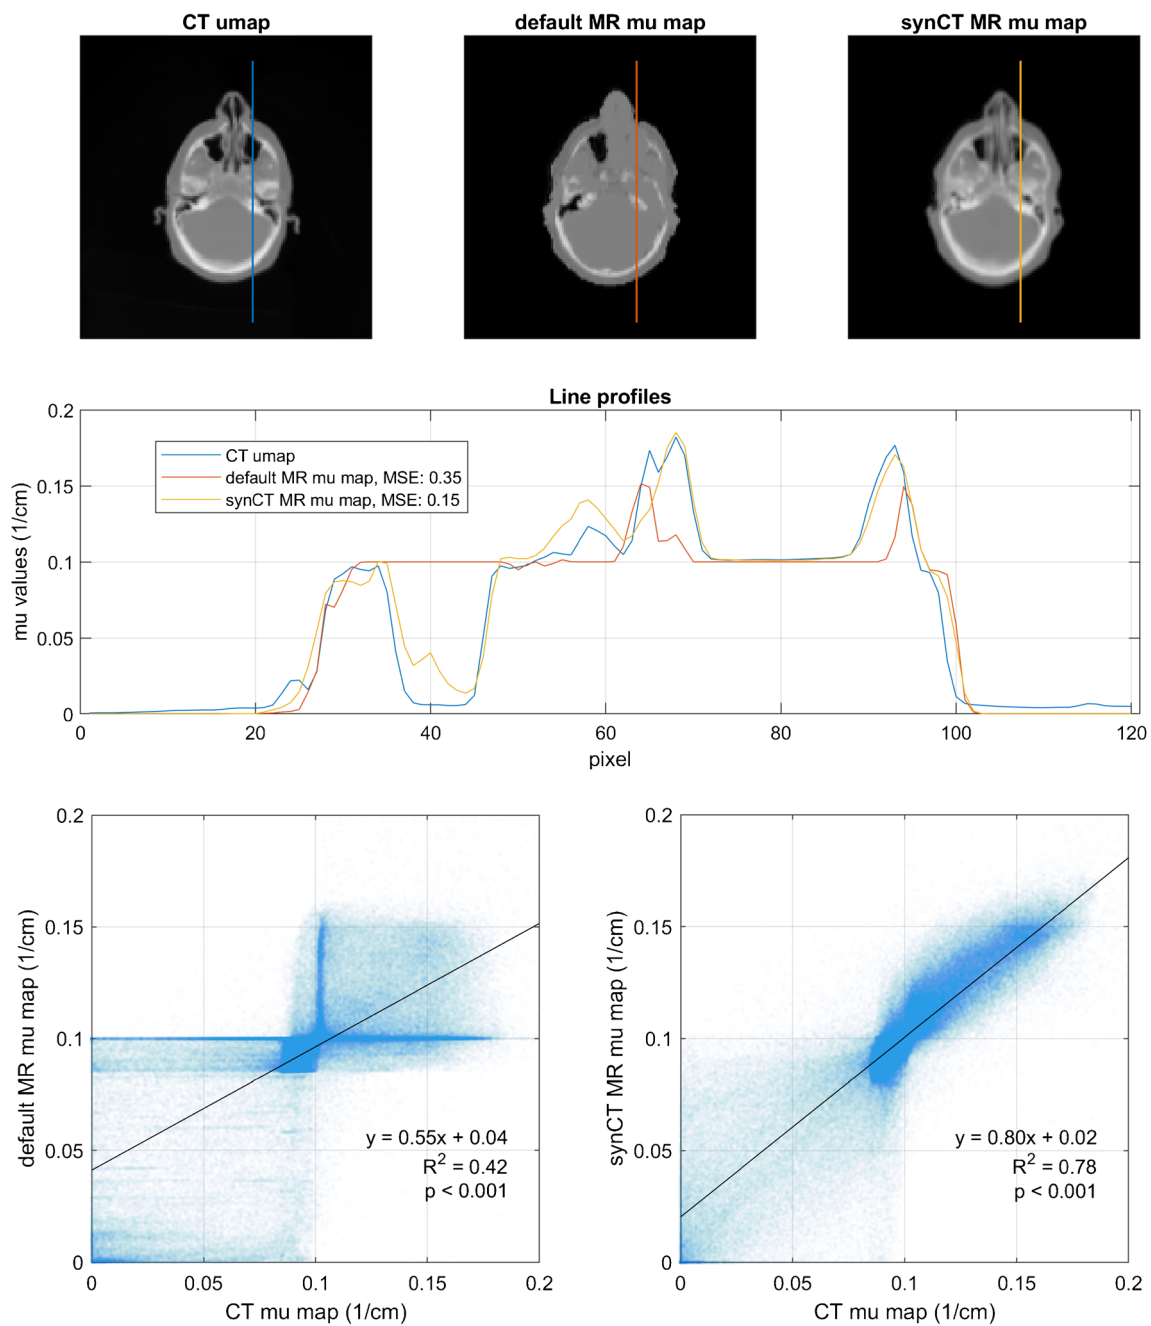 CT umap
default MR mu map
synCT MR mu map
Line profiles
0.2
0.15
0.1
0.05
0
mu values (1/cm)
CT umap
default MR mu map, MSE: 0.35
synCT MR mu map, MSE: 0.15
0 20 40 60 80 100 120
pixel
0.2
0.15
0.1
0.05
0
default MR mu map (1/cm)
y = 0.55x + 0.04
R² = 0.42
p < 0.001
0 0.05 0.1 0.15 0.2
CT mu map (1/cm)
0.2
0.15
0.1
0.05
0
synCT MR mu map (1/cm)
y = 0.80x + 0.02
R² = 0.78
p < 0.001
0 0.05 0.1 0.15 0.2
CT mu map (1/cm)